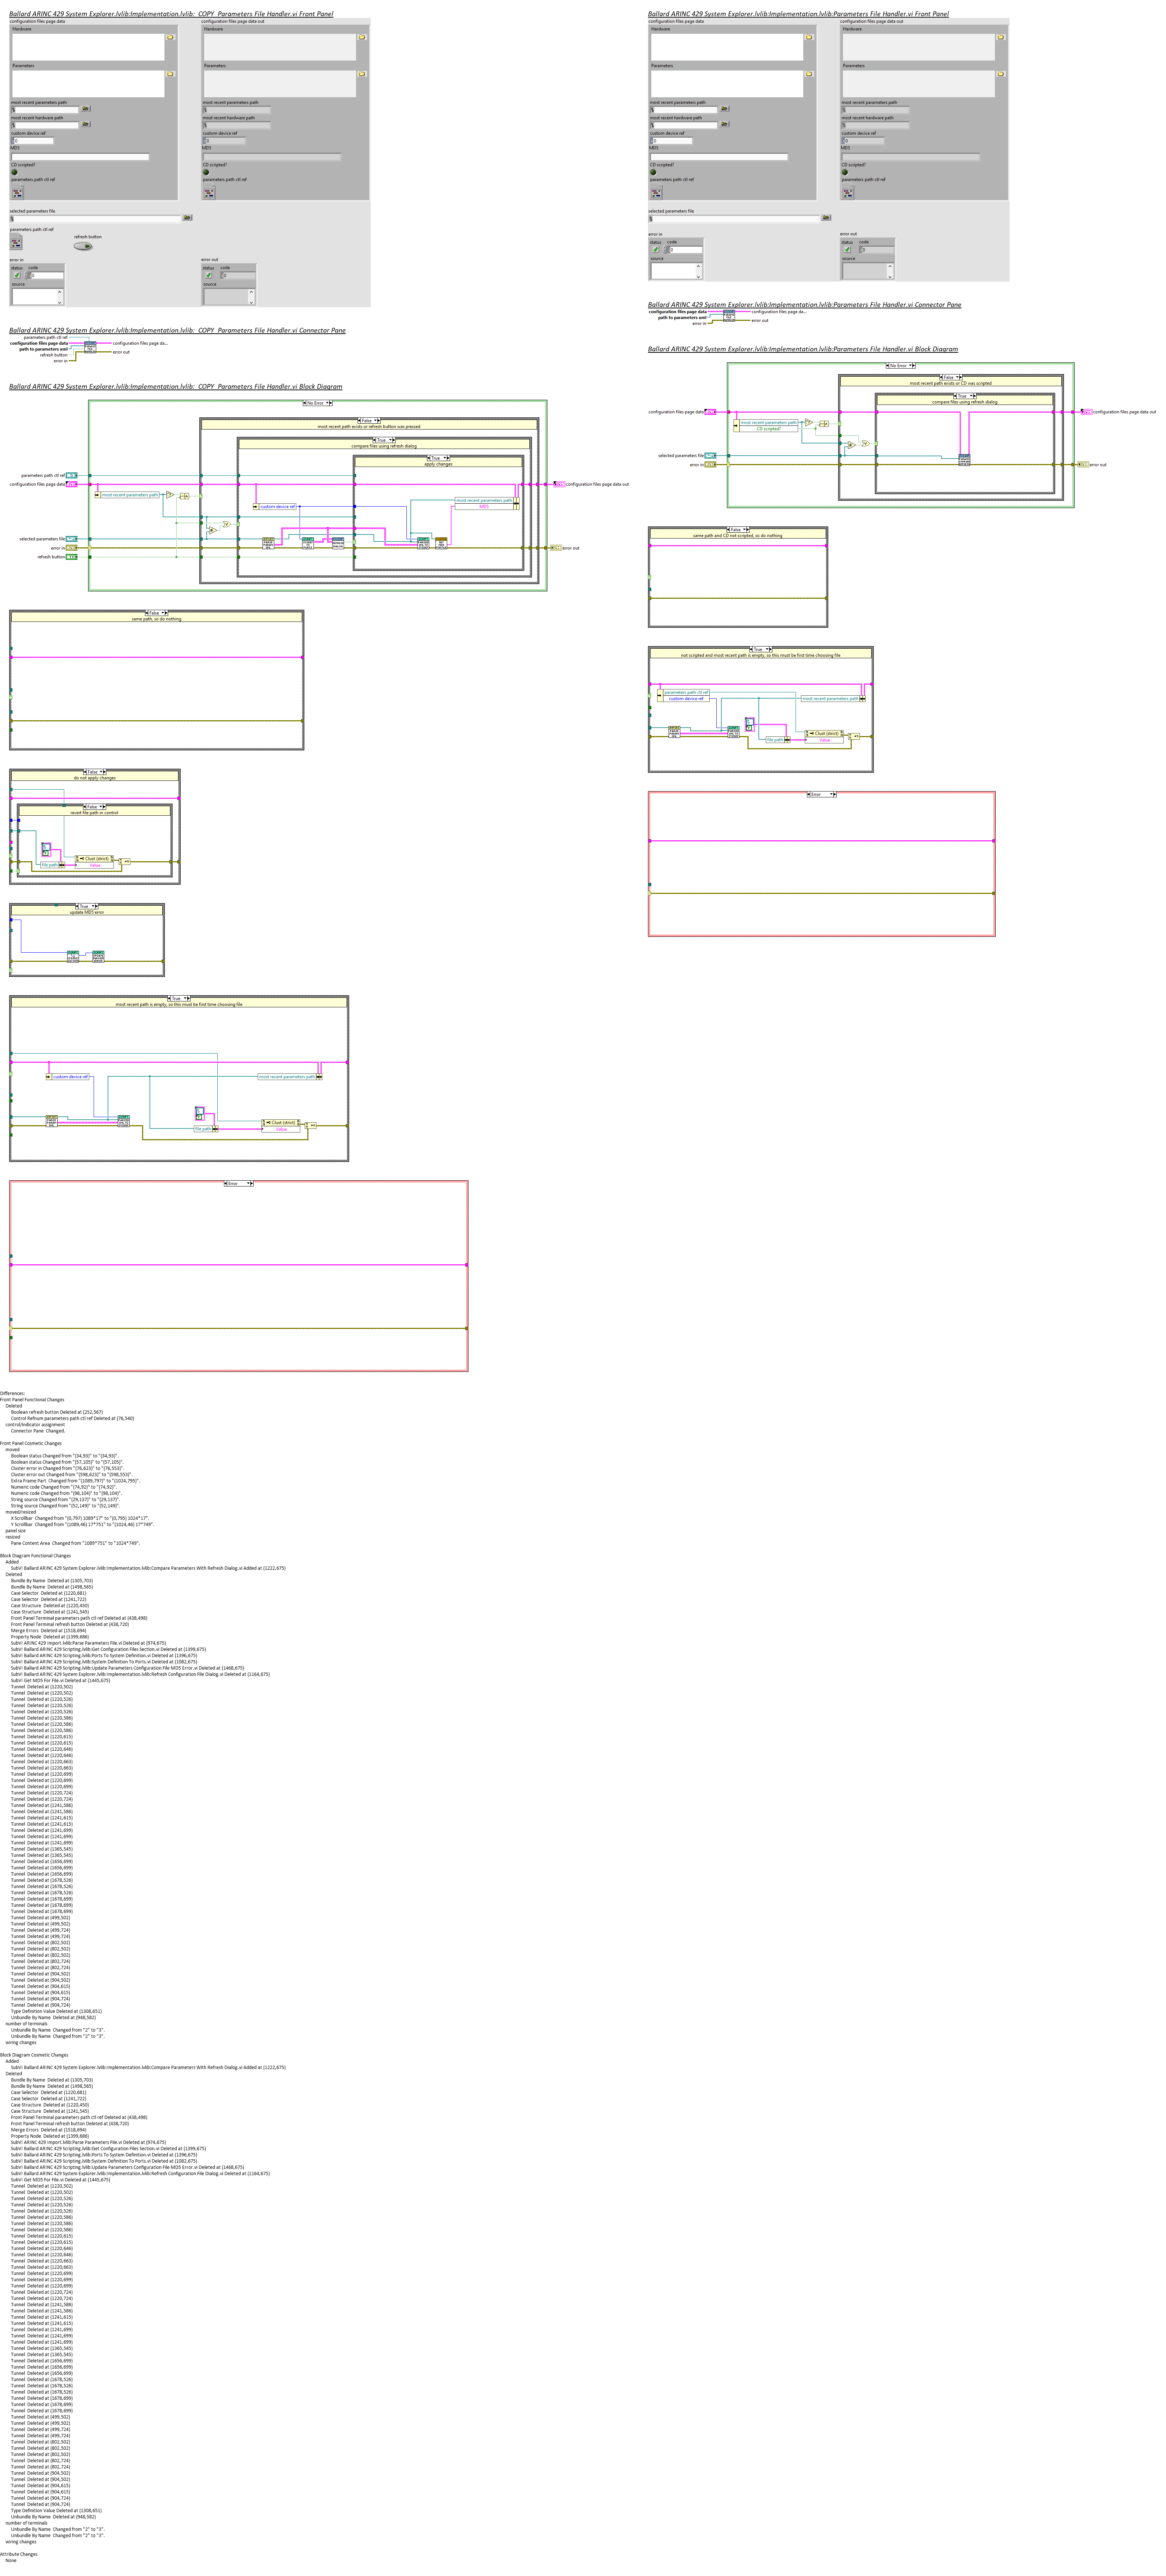 Ballard ARINC 429 System Explorer.lvlib:Implementation.lvlib:_COPY_Parameters File Handler.vi Front Panel
configuration files page data
configuration files page data out
Hardware
Hardware
Parameters
Parameters
most recent parameters path
most recent parameters path
most recent hardware path
most recent hardware path
custom device ref
custom device ref
0
0
MD5
MD5
CD scripted?
CD scripted?
parameters path ctl ref
parameters path ctl ref
selected parameters file
parameters path ctl ref
refresh button
error in
error out
status code
status code
0
0
source
source
Ballard ARINC 429 System Explorer.lvlib:Implementation.lvlib:_COPY_Parameters File Handler.vi Connector Pane
parameters path ctl ref
configuration files page data
configuration files page da...
path to parameters xml
error out
refresh button
error in
Ballard ARINC 429 System Explorer.lvlib:Implementation.lvlib:_COPY_Parameters File Handler.vi Block Diagram
No Error
False
most recent path exists or refresh button was pressed
True
compare files using refresh dialog
True
apply changes
parameters path ctl ref
configuration files page data
configuration files page data out
most recent parameters path
most recent parameters path
custom device ref
MD5
selected parameters file
error in
error out
refresh button
False
same path, so do nothing
False
do not apply changes
False
revert file path in control
Clust (strict)
file path
Value
True
update MD5 error
True
most recent path is empty, so this must be first time choosing file
custom device ref
most recent parameters path
Clust (strict)
file path
Value
Error
Ballard ARINC 429 System Explorer.lvlib:Implementation.lvlib:Parameters File Handler.vi Front Panel
configuration files page data
configuration files page data out
Hardware
Hardware
Parameters
Parameters
most recent parameters path
most recent parameters path
most recent hardware path
most recent hardware path
custom device ref
custom device ref
0
0
MD5
MD5
CD scripted?
CD scripted?
parameters path ctl ref
parameters path ctl ref
selected parameters file
error in
error out
status code
status code
0
0
source
source
Ballard ARINC 429 System Explorer.lvlib:Implementation.lvlib:Parameters File Handler.vi Connector Pane
configuration files page data
configuration files page da...
path to parameters xml
error out
error in
Ballard ARINC 429 System Explorer.lvlib:Implementation.lvlib:Parameters File Handler.vi Block Diagram
No Error
False
most recent path exists or CD was scripted
True
compare files using refresh dialog
configuration files page data
configuration files page data out
most recent parameters path
CD scripted?
selected parameters file
error in
error out
False
same path and CD not scripted, so do nothing
True
not scripted and most recent path is empty, so this must be first time choosing file
parameters path ctl ref
custom device ref
most recent parameters path
Clust (strict)
file path
Value
Error
Differences:
Front Panel Functional Changes
Deleted
Boolean refresh button Deleted at (252,567)
Control Refnum parameters path ctl ref Deleted at (76,540)
control/indicator assignment
Connector Pane Changed.
Front Panel Cosmetic Changes
moved
Boolean status Changed from "(34,93)" to "(34,93)".
Boolean status Changed from "(57,105)" to "(57,105)".
Cluster error in Changed from "(76,623)" to "(76,553)".
Cluster error out Changed from "(598,623)" to "(598,553)".
Extra Frame Part Changed from "(1089,797)" to "(1024,795)".
Numeric code Changed from "(74,92)" to "(74,92)".
Numeric code Changed from "(98,104)" to "(98,104)".
String source Changed from "(29,137)" to "(29,137)".
String source Changed from "(52,149)" to "(52,149)".
moved/resized
X Scrollbar Changed from "(0,797) 1089*17" to "(0,795) 1024*17".
Y Scrollbar Changed from "(1089,46) 17*751" to "(1024,46) 17*749".
panel size
resized
Pane Content Area Changed from "1089*751" to "1024*749".
Block Diagram Functional Changes
Added
SubVI Ballard ARINC 429 System Explorer.lvlib:Implementation.lvlib:Compare Parameters With Refresh Dialog.vi Added at (1222,675)
Deleted
Bundle By Name Deleted at (1305,703)
Bundle By Name Deleted at (1498,565)
Case Selector Deleted at (1220,681)
Case Selector Deleted at (1241,722)
Case Structure Deleted at (1220,450)
Case Structure Deleted at (1241,545)
Front Panel Terminal parameters path ctl ref Deleted at (438,498)
Front Panel Terminal refresh button Deleted at (438,720)
Merge Errors Deleted at (1518,694)
Property Node Deleted at (1399,686)
SubVI ARINC 429 Import.lvlib:Parse Parameters File.vi Deleted at (974,675)
SubVI Ballard ARINC 429 Scripting.lvlib:Get Configuration Files Section.vi Deleted at (1399,675)
SubVI Ballard ARINC 429 Scripting.lvlib:Ports To System Definition.vi Deleted at (1396,675)
SubVI Ballard ARINC 429 Scripting.lvlib:System Definition To Ports.vi Deleted at (1082,675)
SubVI Ballard ARINC 429 Scripting.lvlib:Update Parameters Configuration File MD5 Error.vi Deleted at (1468,675)
SubVI Ballard ARINC 429 System Explorer.lvlib:Implementation.lvlib:Refresh Configuration File Dialog.vi Deleted at (1164,675)
SubVI Get MD5 For File.vi Deleted at (1445,675)
Tunnel Deleted at (1220,502)
Tunnel Deleted at (1220,502)
Tunnel Deleted at (1220,526)
Tunnel Deleted at (1220,526)
Tunnel Deleted at (1220,526)
Tunnel Deleted at (1220,586)
Tunnel Deleted at (1220,586)
Tunnel Deleted at (1220,586)
Tunnel Deleted at (1220,615)
Tunnel Deleted at (1220,615)
Tunnel Deleted at (1220,646)
Tunnel Deleted at (1220,646)
Tunnel Deleted at (1220,663)
Tunnel Deleted at (1220,663)
Tunnel Deleted at (1220,699)
Tunnel Deleted at (1220,699)
Tunnel Deleted at (1220,699)
Tunnel Deleted at (1220,724)
Tunnel Deleted at (1220,724)
Tunnel Deleted at (1241,586)
Tunnel Deleted at (1241,586)
Tunnel Deleted at (1241,615)
Tunnel Deleted at (1241,615)
Tunnel Deleted at (1241,699)
Tunnel Deleted at (1241,699)
Tunnel Deleted at (1241,699)
Tunnel Deleted at (1365,545)
Tunnel Deleted at (1365,545)
Tunnel Deleted at (1656,699)
Tunnel Deleted at (1656,699)
Tunnel Deleted at (1656,699)
Tunnel Deleted at (1678,526)
Tunnel Deleted at (1678,526)
Tunnel Deleted at (1678,526)
Tunnel Deleted at (1678,699)
Tunnel Deleted at (1678,699)
Tunnel Deleted at (1678,699)
Tunnel Deleted at (499,502)
Tunnel Deleted at (499,502)
Tunnel Deleted at (499,724)
Tunnel Deleted at (499,724)
Tunnel Deleted at (802,502)
Tunnel Deleted at (802,502)
Tunnel Deleted at (802,502)
Tunnel Deleted at (802,724)
Tunnel Deleted at (802,724)
Tunnel Deleted at (904,502)
Tunnel Deleted at (904,502)
Tunnel Deleted at (904,615)
Tunnel Deleted at (904,615)
Tunnel Deleted at (904,724)
Tunnel Deleted at (904,724)
Type Definition Value Deleted at (1308,651)
Unbundle By Name Deleted at (948,582)
number of terminals
Unbundle By Name Changed from "2" to "3".
Unbundle By Name Changed from "2" to "3".
wiring changes
Block Diagram Cosmetic Changes
Added
SubVI Ballard ARINC 429 System Explorer.lvlib:Implementation.lvlib:Compare Parameters With Refresh Dialog.vi Added at (1222,675)
Deleted
Bundle By Name Deleted at (1305,703)
Bundle By Name Deleted at (1498,565)
Case Selector Deleted at (1220,681)
Case Selector Deleted at (1241,722)
Case Structure Deleted at (1220,450)
Case Structure Deleted at (1241,545)
Front Panel Terminal parameters path ctl ref Deleted at (438,498)
Front Panel Terminal refresh button Deleted at (438,720)
Merge Errors Deleted at (1518,694)
Property Node Deleted at (1399,686)
SubVI ARINC 429 Import.lvlib:Parse Parameters File.vi Deleted at (974,675)
SubVI Ballard ARINC 429 Scripting.lvlib:Get Configuration Files Section.vi Deleted at (1399,675)
SubVI Ballard ARINC 429 Scripting.lvlib:Ports To System Definition.vi Deleted at (1396,675)
SubVI Ballard ARINC 429 Scripting.lvlib:System Definition To Ports.vi Deleted at (1082,675)
SubVI Ballard ARINC 429 Scripting.lvlib:Update Parameters Configuration File MD5 Error.vi Deleted at (1468,675)
SubVI Ballard ARINC 429 System Explorer.lvlib:Implementation.lvlib:Refresh Configuration File Dialog.vi Deleted at (1164,675)
SubVI Get MD5 For File.vi Deleted at (1445,675)
Tunnel Deleted at (1220,502)
Tunnel Deleted at (1220,502)
Tunnel Deleted at (1220,526)
Tunnel Deleted at (1220,526)
Tunnel Deleted at (1220,526)
Tunnel Deleted at (1220,586)
Tunnel Deleted at (1220,586)
Tunnel Deleted at (1220,586)
Tunnel Deleted at (1220,615)
Tunnel Deleted at (1220,615)
Tunnel Deleted at (1220,646)
Tunnel Deleted at (1220,646)
Tunnel Deleted at (1220,663)
Tunnel Deleted at (1220,663)
Tunnel Deleted at (1220,699)
Tunnel Deleted at (1220,699)
Tunnel Deleted at (1220,699)
Tunnel Deleted at (1220,724)
Tunnel Deleted at (1220,724)
Tunnel Deleted at (1241,586)
Tunnel Deleted at (1241,586)
Tunnel Deleted at (1241,615)
Tunnel Deleted at (1241,615)
Tunnel Deleted at (1241,699)
Tunnel Deleted at (1241,699)
Tunnel Deleted at (1241,699)
Tunnel Deleted at (1365,545)
Tunnel Deleted at (1365,545)
Tunnel Deleted at (1656,699)
Tunnel Deleted at (1656,699)
Tunnel Deleted at (1656,699)
Tunnel Deleted at (1678,526)
Tunnel Deleted at (1678,526)
Tunnel Deleted at (1678,526)
Tunnel Deleted at (1678,699)
Tunnel Deleted at (1678,699)
Tunnel Deleted at (1678,699)
Tunnel Deleted at (499,502)
Tunnel Deleted at (499,502)
Tunnel Deleted at (499,724)
Tunnel Deleted at (499,724)
Tunnel Deleted at (802,502)
Tunnel Deleted at (802,502)
Tunnel Deleted at (802,502)
Tunnel Deleted at (802,724)
Tunnel Deleted at (802,724)
Tunnel Deleted at (904,502)
Tunnel Deleted at (904,502)
Tunnel Deleted at (904,615)
Tunnel Deleted at (904,615)
Tunnel Deleted at (904,724)
Tunnel Deleted at (904,724)
Type Definition Value Deleted at (1308,651)
Unbundle By Name Deleted at (948,582)
number of terminals
Unbundle By Name Changed from "2" to "3".
Unbundle By Name Changed from "2" to "3".
wiring changes
Attribute Changes
None